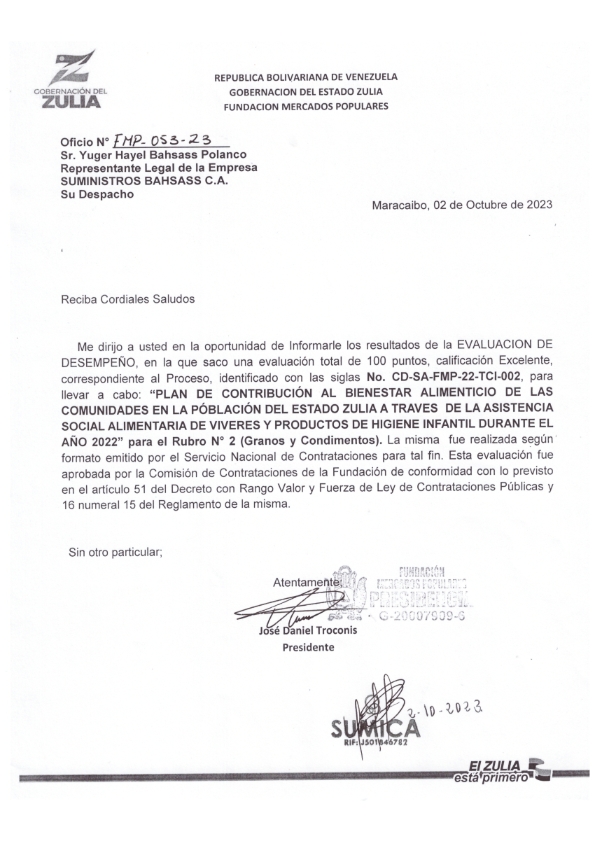 GOBERNACIÓN DEL
ZULIA
REPUBLICA BOLIVARIANA DE VENEZUELA
GOBERNACION DEL ESTADO ZULIA
FUNDACION MERCADOS POPULARES
Oficio N° FMP-053-23
Sr. Yuger Hayel Bahsass Polanco
Representante Legal de la Empresa
SUMINISTROS BAHSASS C.A.
Su Despacho
Maracaibo, 02 de Octubre de 2023
Reciba Cordiales Saludos
Me dirijo a usted en la oportunidad de Informarle los resultados de la EVALUACION DE
DESEMPEÑO, en la que saco una evaluación total de 100 puntos, calificación Excelente,
correspondiente al Proceso, identificado con las siglas No. CD-SA-FMP-22-TCI-002, para
llevar a cabo: “PLAN DE CONTRIBUCIÓN AL BIENESTAR ALIMENTICIO DE LAS
COMUNIDADES EN LA PÓBLACIÓN DEL ESTADO ZULIA A TRAVES DE LA ASISTENCIA
SOCIAL ALIMENTARIA DE VIVERES Y PRODUCTOS DE HIGIENE INFANTIL DURANTE EL
AÑO 2022” para el Rubro N° 2 (Granos y Condimentos). La misma fue realizada según
formato emitido por el Servicio Nacional de Contrataciones para tal fin. Esta evaluación fue
aprobada por la Comisión de Contrataciones de la Fundación de conformidad con lo previsto
en el articulo 51 del Decreto con Rango Valor y Fuerza de Ley de Contrataciones Públicas y
16 numeral 15 del Reglamento de la misma.
Sin otro particular;
Atentamente,
FUNDACIÓN
MERCADOS POPULARES
PRESIDENCIA
G-20007909-6
José Daniel Troconis
Presidente
2-10-2023
SUMICA
RIF: J501846782
El ZULIA
está primero